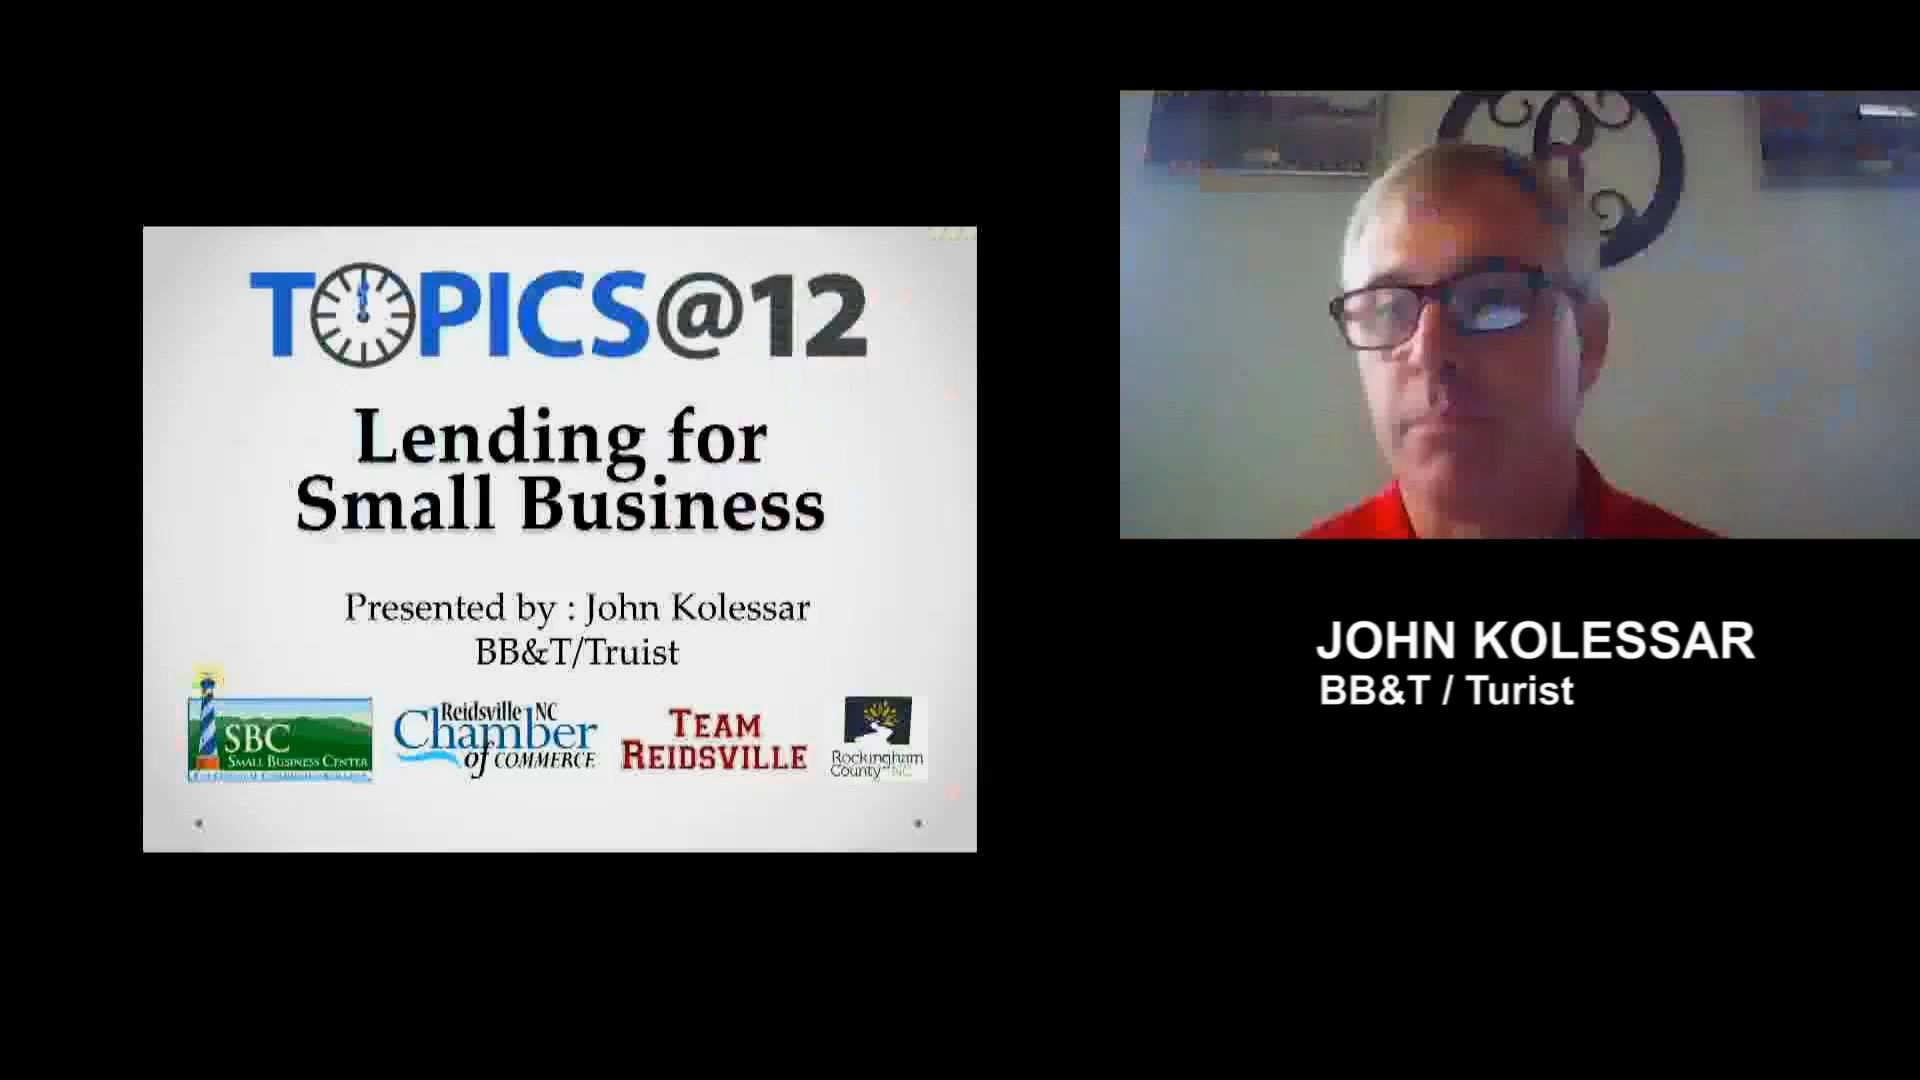 TOPICS@12
Lending for
Small Business
Presented by : John Kolessar
BB&T/Truist
SBC
SMALL BUSINESS CENTER
Reidsville NC
Chamber
of COMMERCE
TEAM
REIDSVILLE
Rockingham
County NC
JOHN KOLESSAR
BB&T / Turist